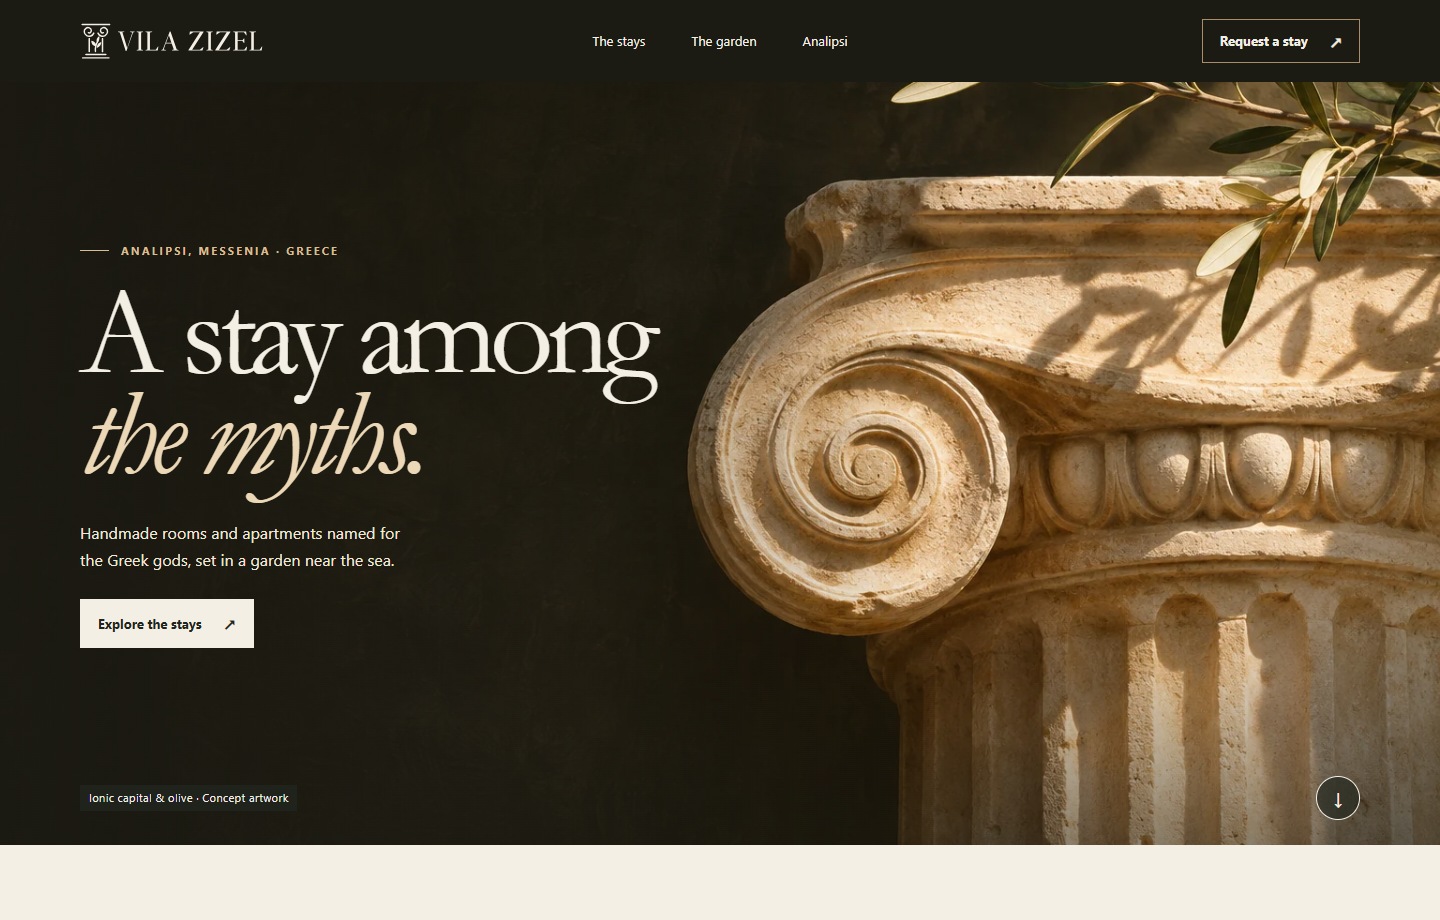 VILA ZIZEL
The stays
The garden
Analipsi
Request a stay ↗
ANALIPSI, MESSENIA · GREECE
A stay among
the myths.
Handmade rooms and apartments named for
the Greek gods, set in a garden near the sea.
Explore the stays ↗
Ionic capital & olive · Concept artwork
↓